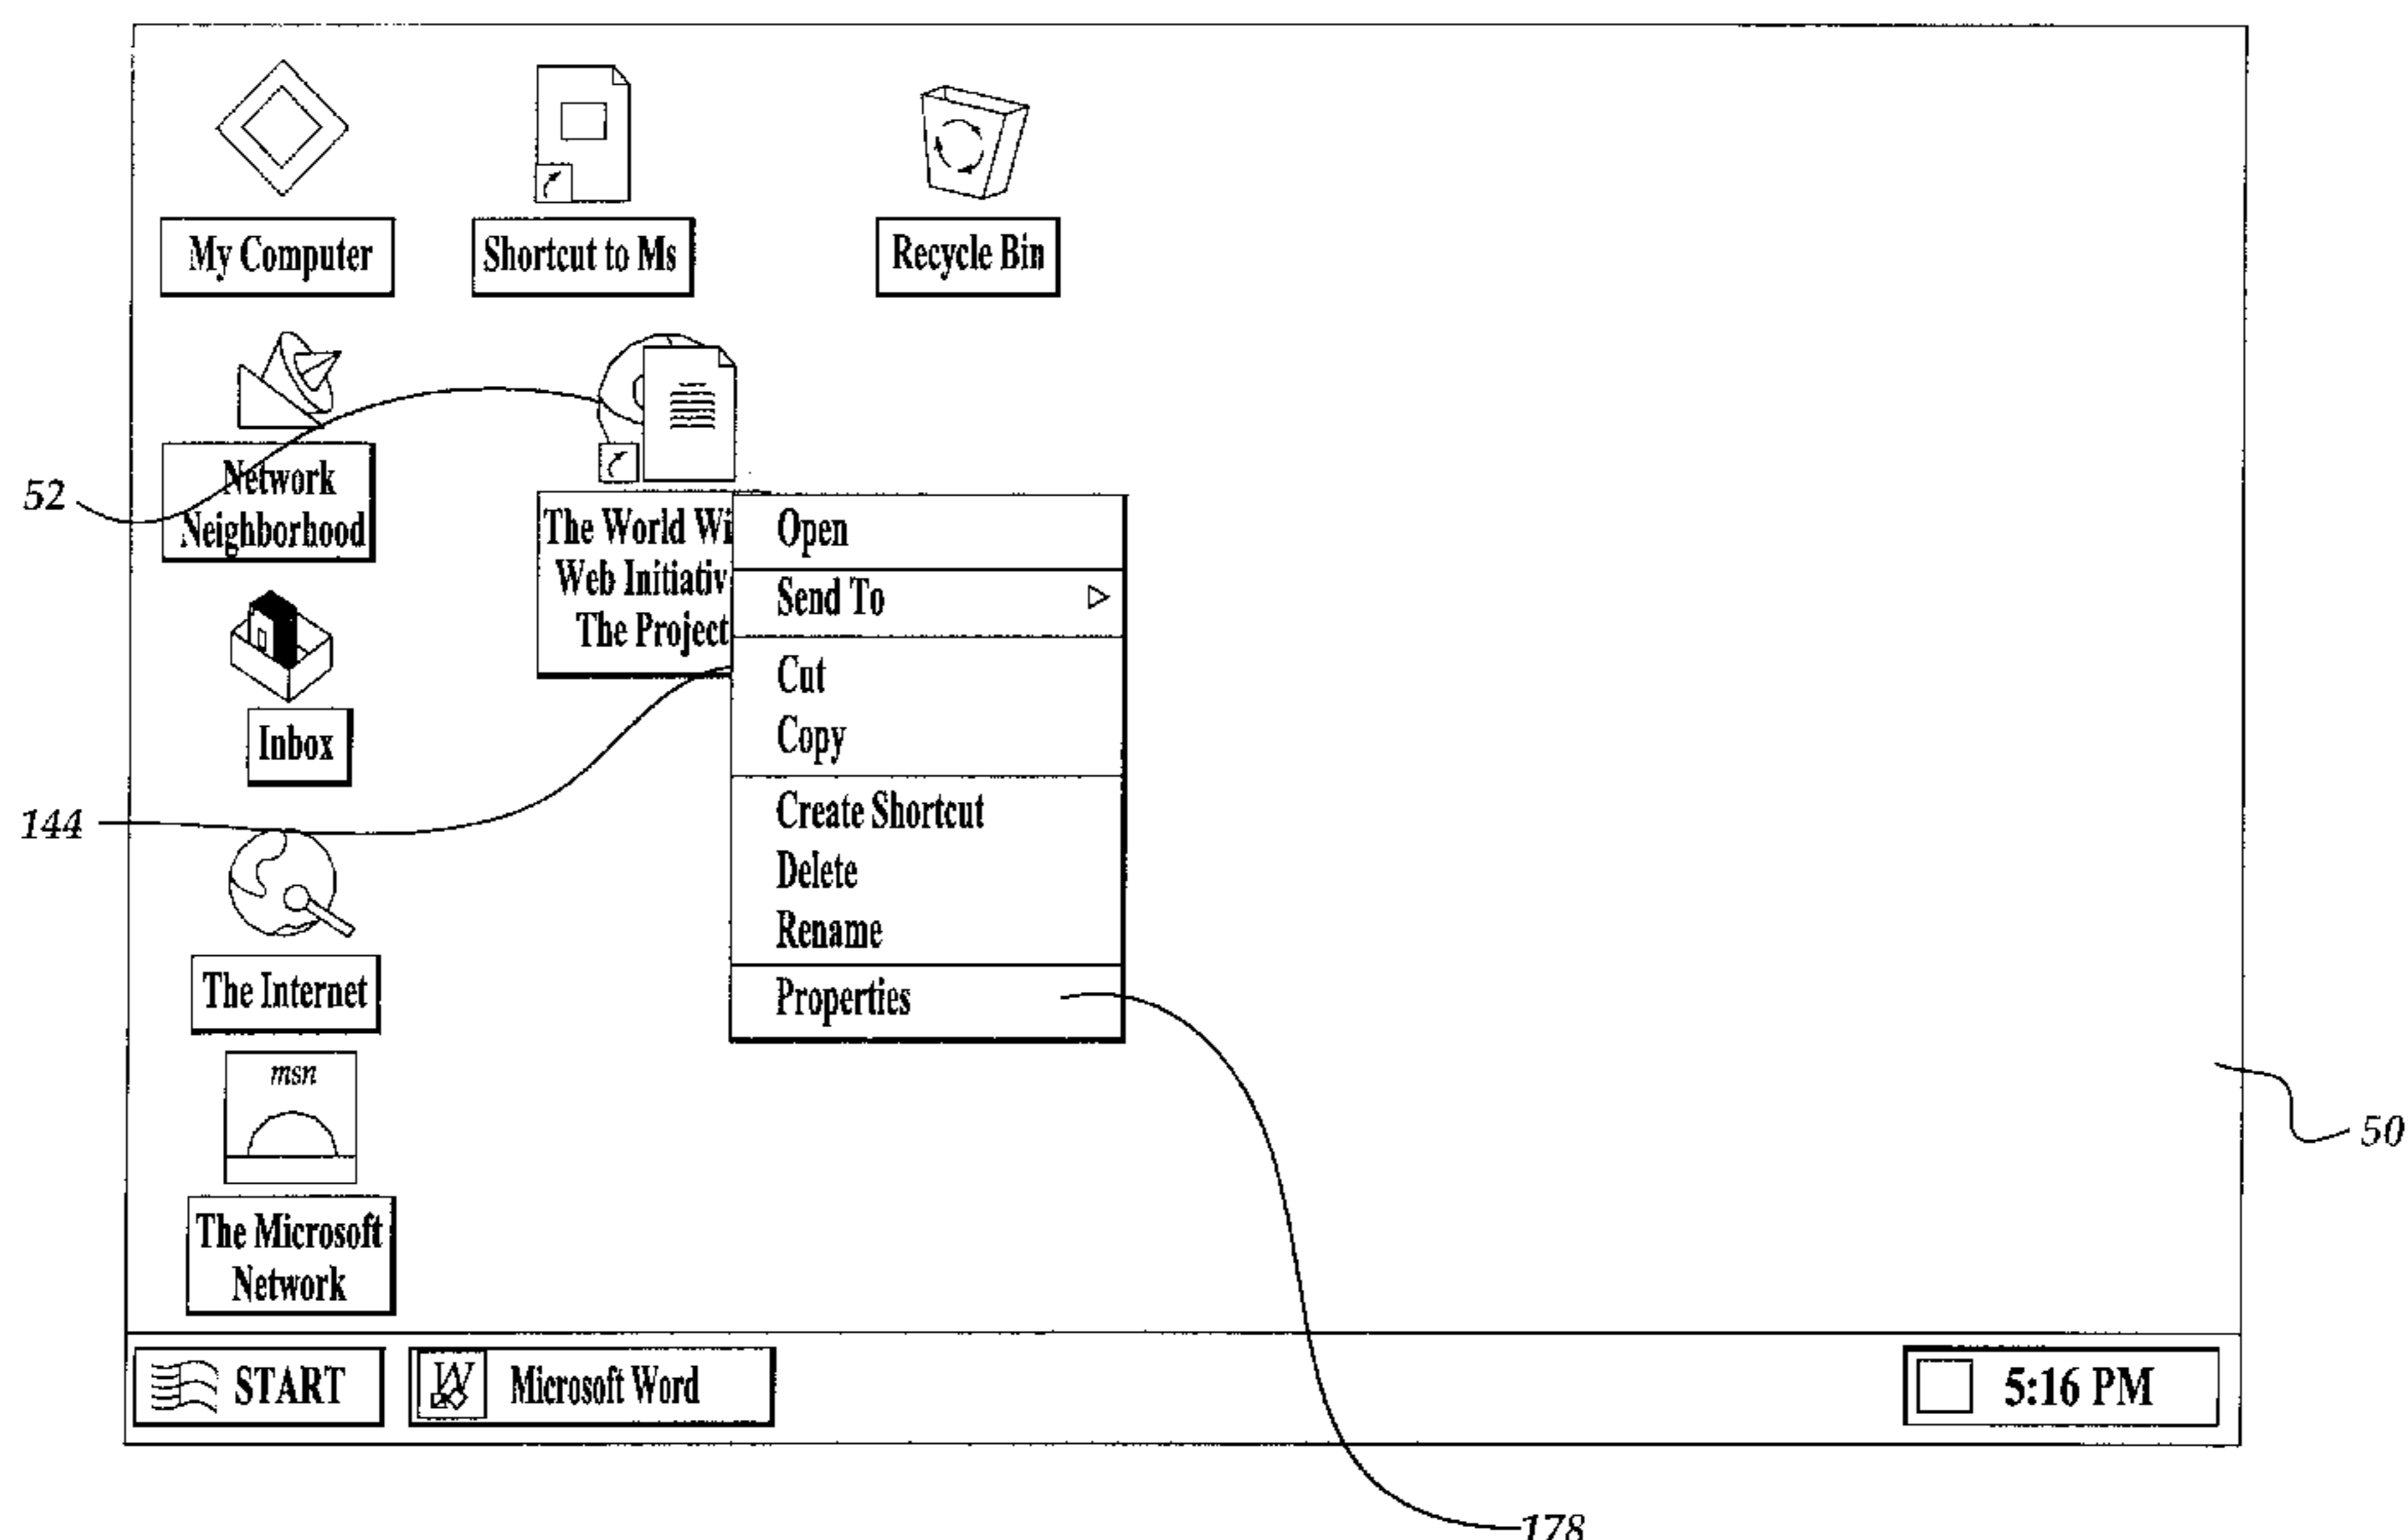 My Computer
Shortcut to Ms
Recycle Bin
52
Network
Neighborhood
The World Wi
Web Initiativ
The Project
Open
Send To
Cut
Copy
Create Shortcut
Delete
Rename
Properties
Inbox
144
The Internet
msn
The Microsoft
Network
50
START
W
Microsoft Word
5:16 PM
178